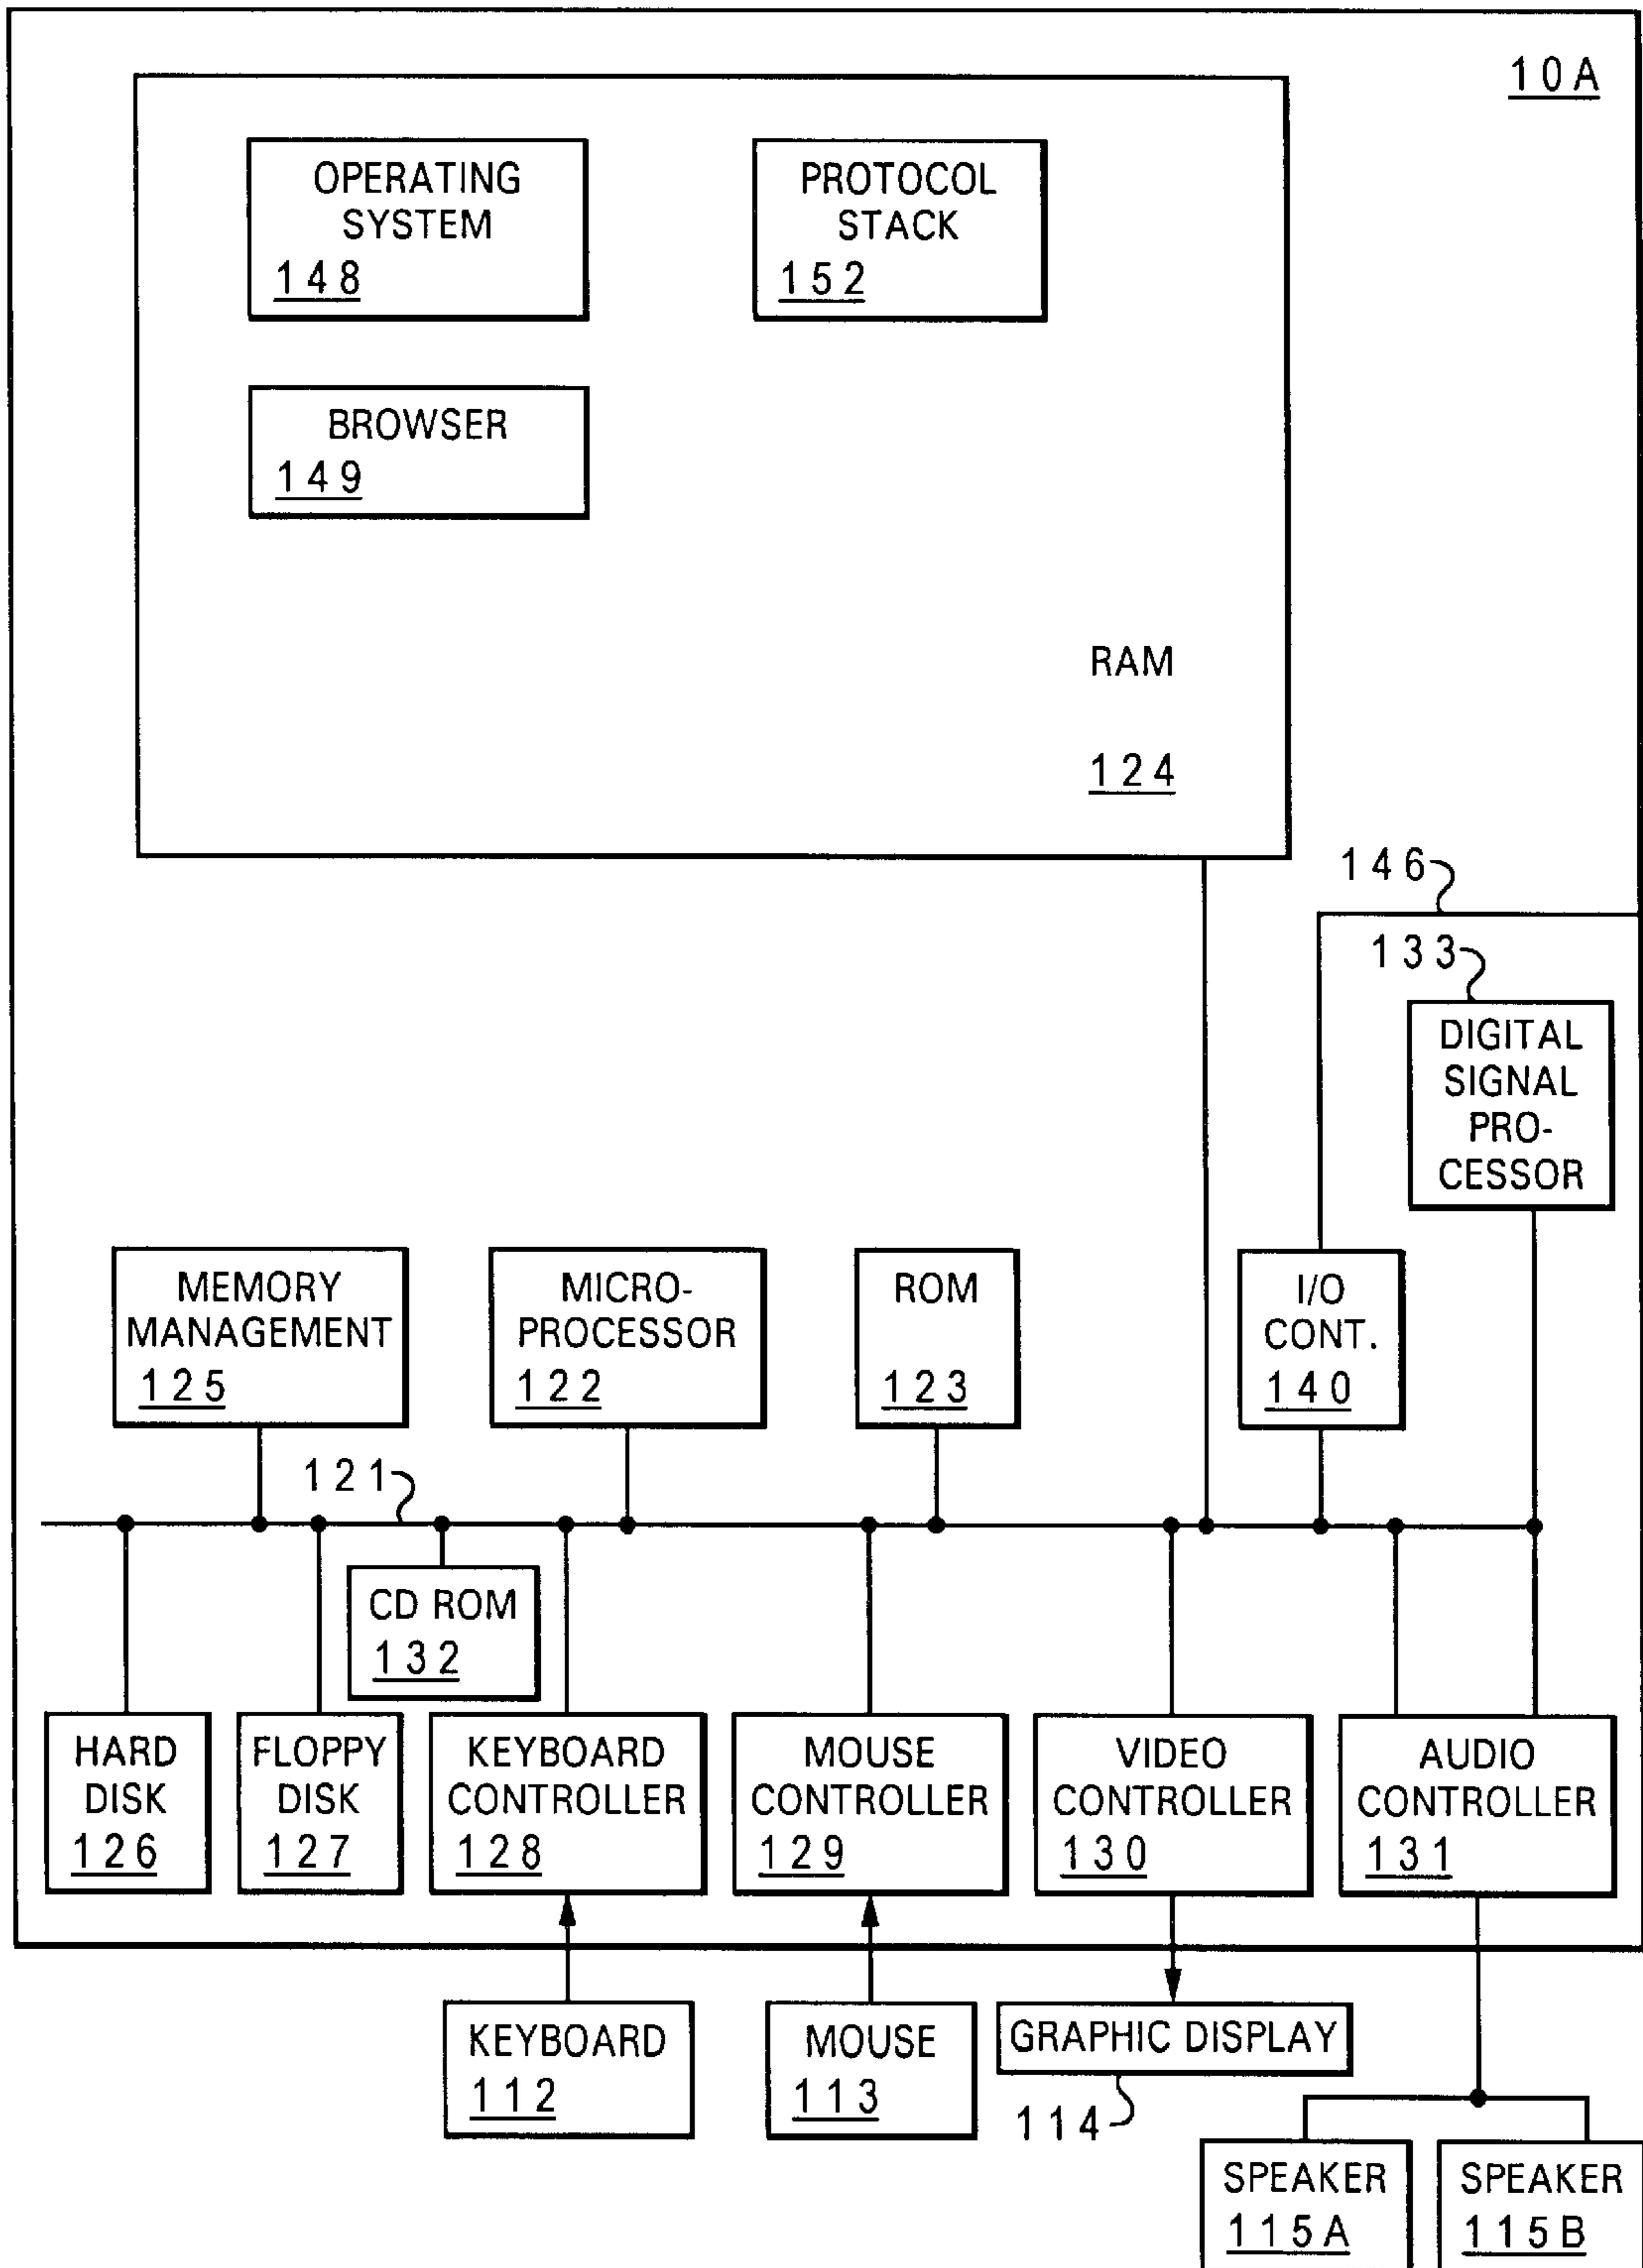 10A
OPERATING
SYSTEM
148
PROTOCOL
STACK
152
BROWSER
149
RAM
124
146
133
DIGITAL
SIGNAL
PRO-
CESSOR
MEMORY
MANAGEMENT
125
MICRO-
PROCESSOR
122
ROM
123
I/O
CONT.
140
121
CD ROM
132
HARD
DISK
126
FLOPPY
DISK
127
KEYBOARD
CONTROLLER
128
MOUSE
CONTROLLER
129
VIDEO
CONTROLLER
130
AUDIO
CONTROLLER
131
KEYBOARD
112
MOUSE
113
GRAPHIC DISPLAY
114
SPEAKER
115A
SPEAKER
115B